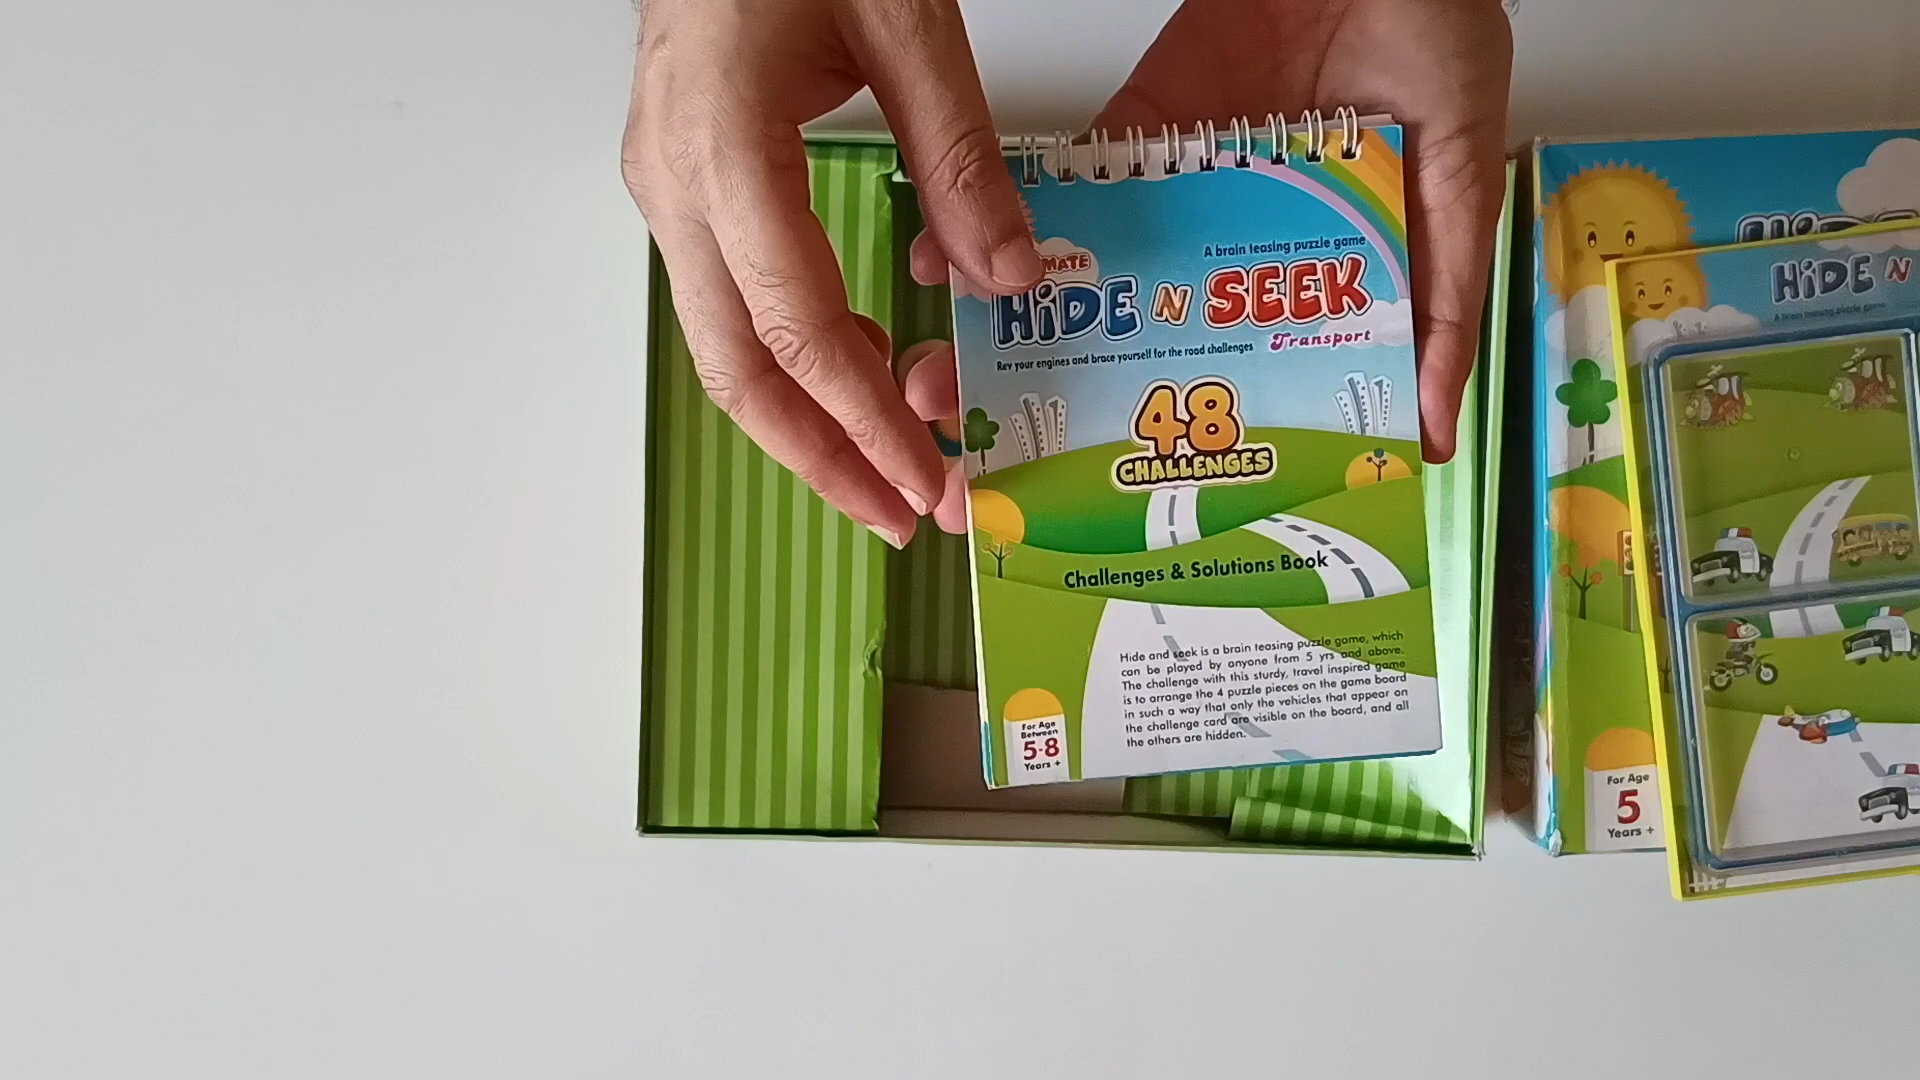 A brain teasing puzzle game
HiDE N SEEK
Transport
Rev your engines and brace yourself for the road challenges
48
CHALLENGES
Challenges & Solutions Book
Hide and seek is a brain teasing puzzle game, which
can be played by anyone from 5 yrs and above.
The challenge with this sturdy, travel inspired game
is to arrange the 4 puzzle pieces on the game board
in such a way that only the vehicles that appear on
the challenge card are visible on the board, and all
the others are hidden.
For Age
Between
5-8
Years +
HiDE N
A brain teasing puzzle game
For Age
5
Years +